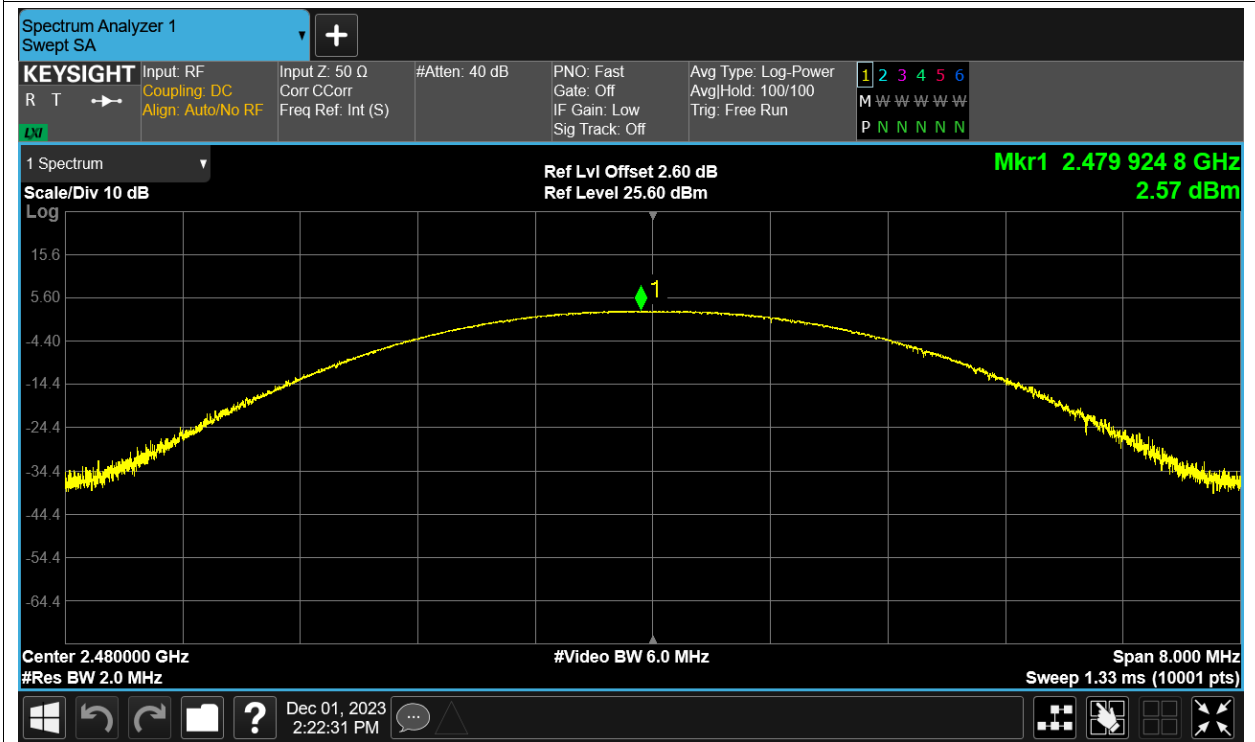 Spectrum Analyzer 1
Swept SA
+
KEYSIGHT
R T
LXI
Input: RF
Coupling: DC
Align: Auto/No RF
Input Z: 50 Ω
Corr CCorr
Freq Ref: Int (S)
#Atten: 40 dB
PNO: Fast
Gate: Off
IF Gain: Low
Sig Track: Off
Avg Type: Log-Power
Avg|Hold: 100/100
Trig: Free Run
1 2 3 4 5 6
M W W W W W
P N N N N N
1 Spectrum
Scale/Div 10 dB
Log
Ref Lvl Offset 2.60 dB
Ref Level 25.60 dBm
Mkr1 2.479 924 8 GHz
2.57 dBm
15.6
5.60
-4.40
-14.4
-24.4
-34.4
-44.4
-54.4
-64.4
1
Center 2.480000 GHz
#Res BW 2.0 MHz
#Video BW 6.0 MHz
Span 8.000 MHz
Sweep 1.33 ms (10001 pts)
?
Dec 01, 2023
2:22:31 PM